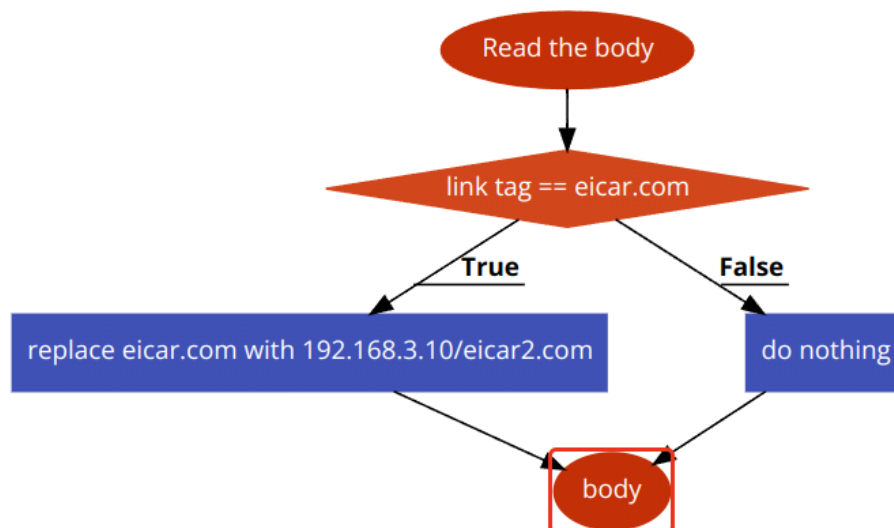 Read the body
link tag == eicar.com
True
False
replace eicar.com with 192.168.3.10/eicar2.com
do nothing
body